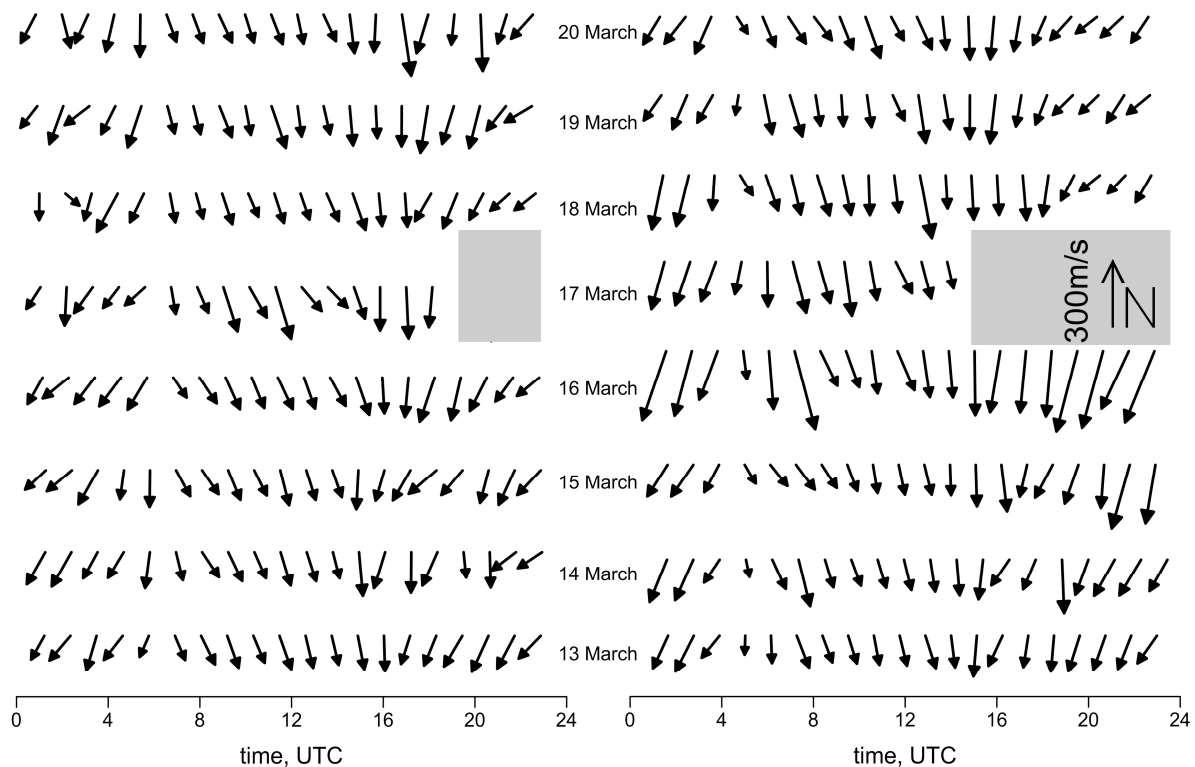 20 March
19 March
18 March
17 March
300m/s
N
16 March
15 March
14 March
13 March
0 4 8 12 16 20 24
0 4 8 12 16 20 24
time, UTC
time, UTC